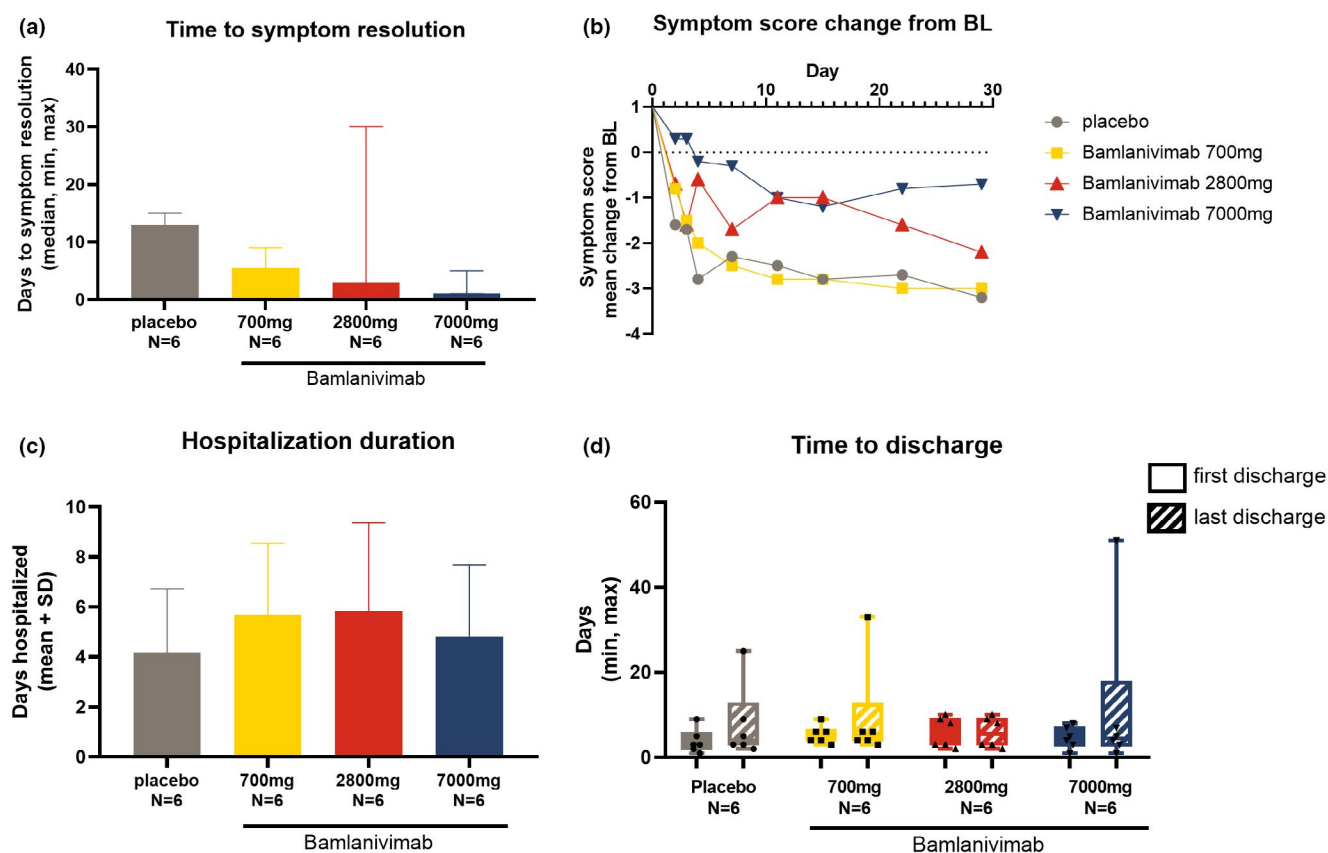 (a)
Time to symptom resolution
Days to symptom resolution
(median, min, max)
40
30
20
10
0
placebo
N=6
700mg
N=6
2800mg
N=6
7000mg
N=6
Bamlanivimab
(b)
Symptom score change from BL
Day
0
10
20
30
Symptom score
mean change from BL
1
0
-1
-2
-3
-4
placebo
Bamlanivimab 700mg
Bamlanivimab 2800mg
Bamlanivimab 7000mg
(c)
Hospitalization duration
Days hospitalized
(mean + SD)
10
8
6
4
2
0
placebo
N=6
700mg
N=6
2800mg
N=6
7000mg
N=6
Bamlanivimab
(d)
Time to discharge
first discharge
last discharge
Days
(min, max)
60
40
20
0
Placebo
N=6
700mg
N=6
2800mg
N=6
7000mg
N=6
Bamlanivimab